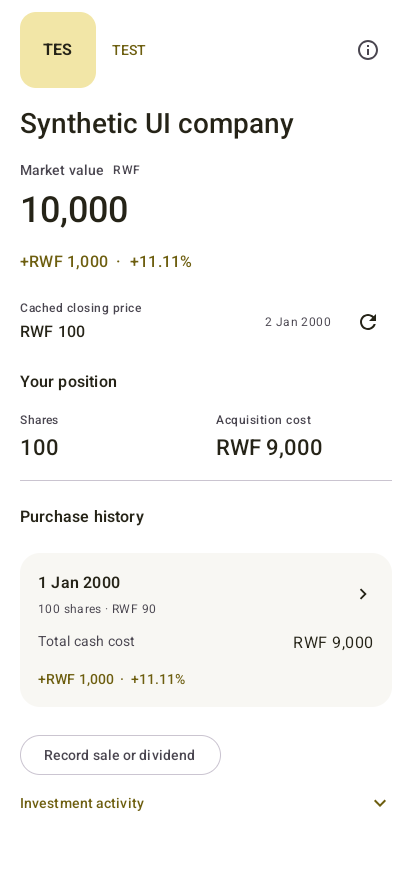 TES
TEST
Synthetic UI company
Market value RWF
10,000
+RWF 1,000 · +11.11%
Cached closing price
RWF 100
2 Jan 2000
Your position
Shares
100
Acquisition cost
RWF 9,000
Purchase history
1 Jan 2000
100 shares · RWF 90
Total cash cost RWF 9,000
+RWF 1,000 · +11.11%
Record sale or dividend
Investment activity